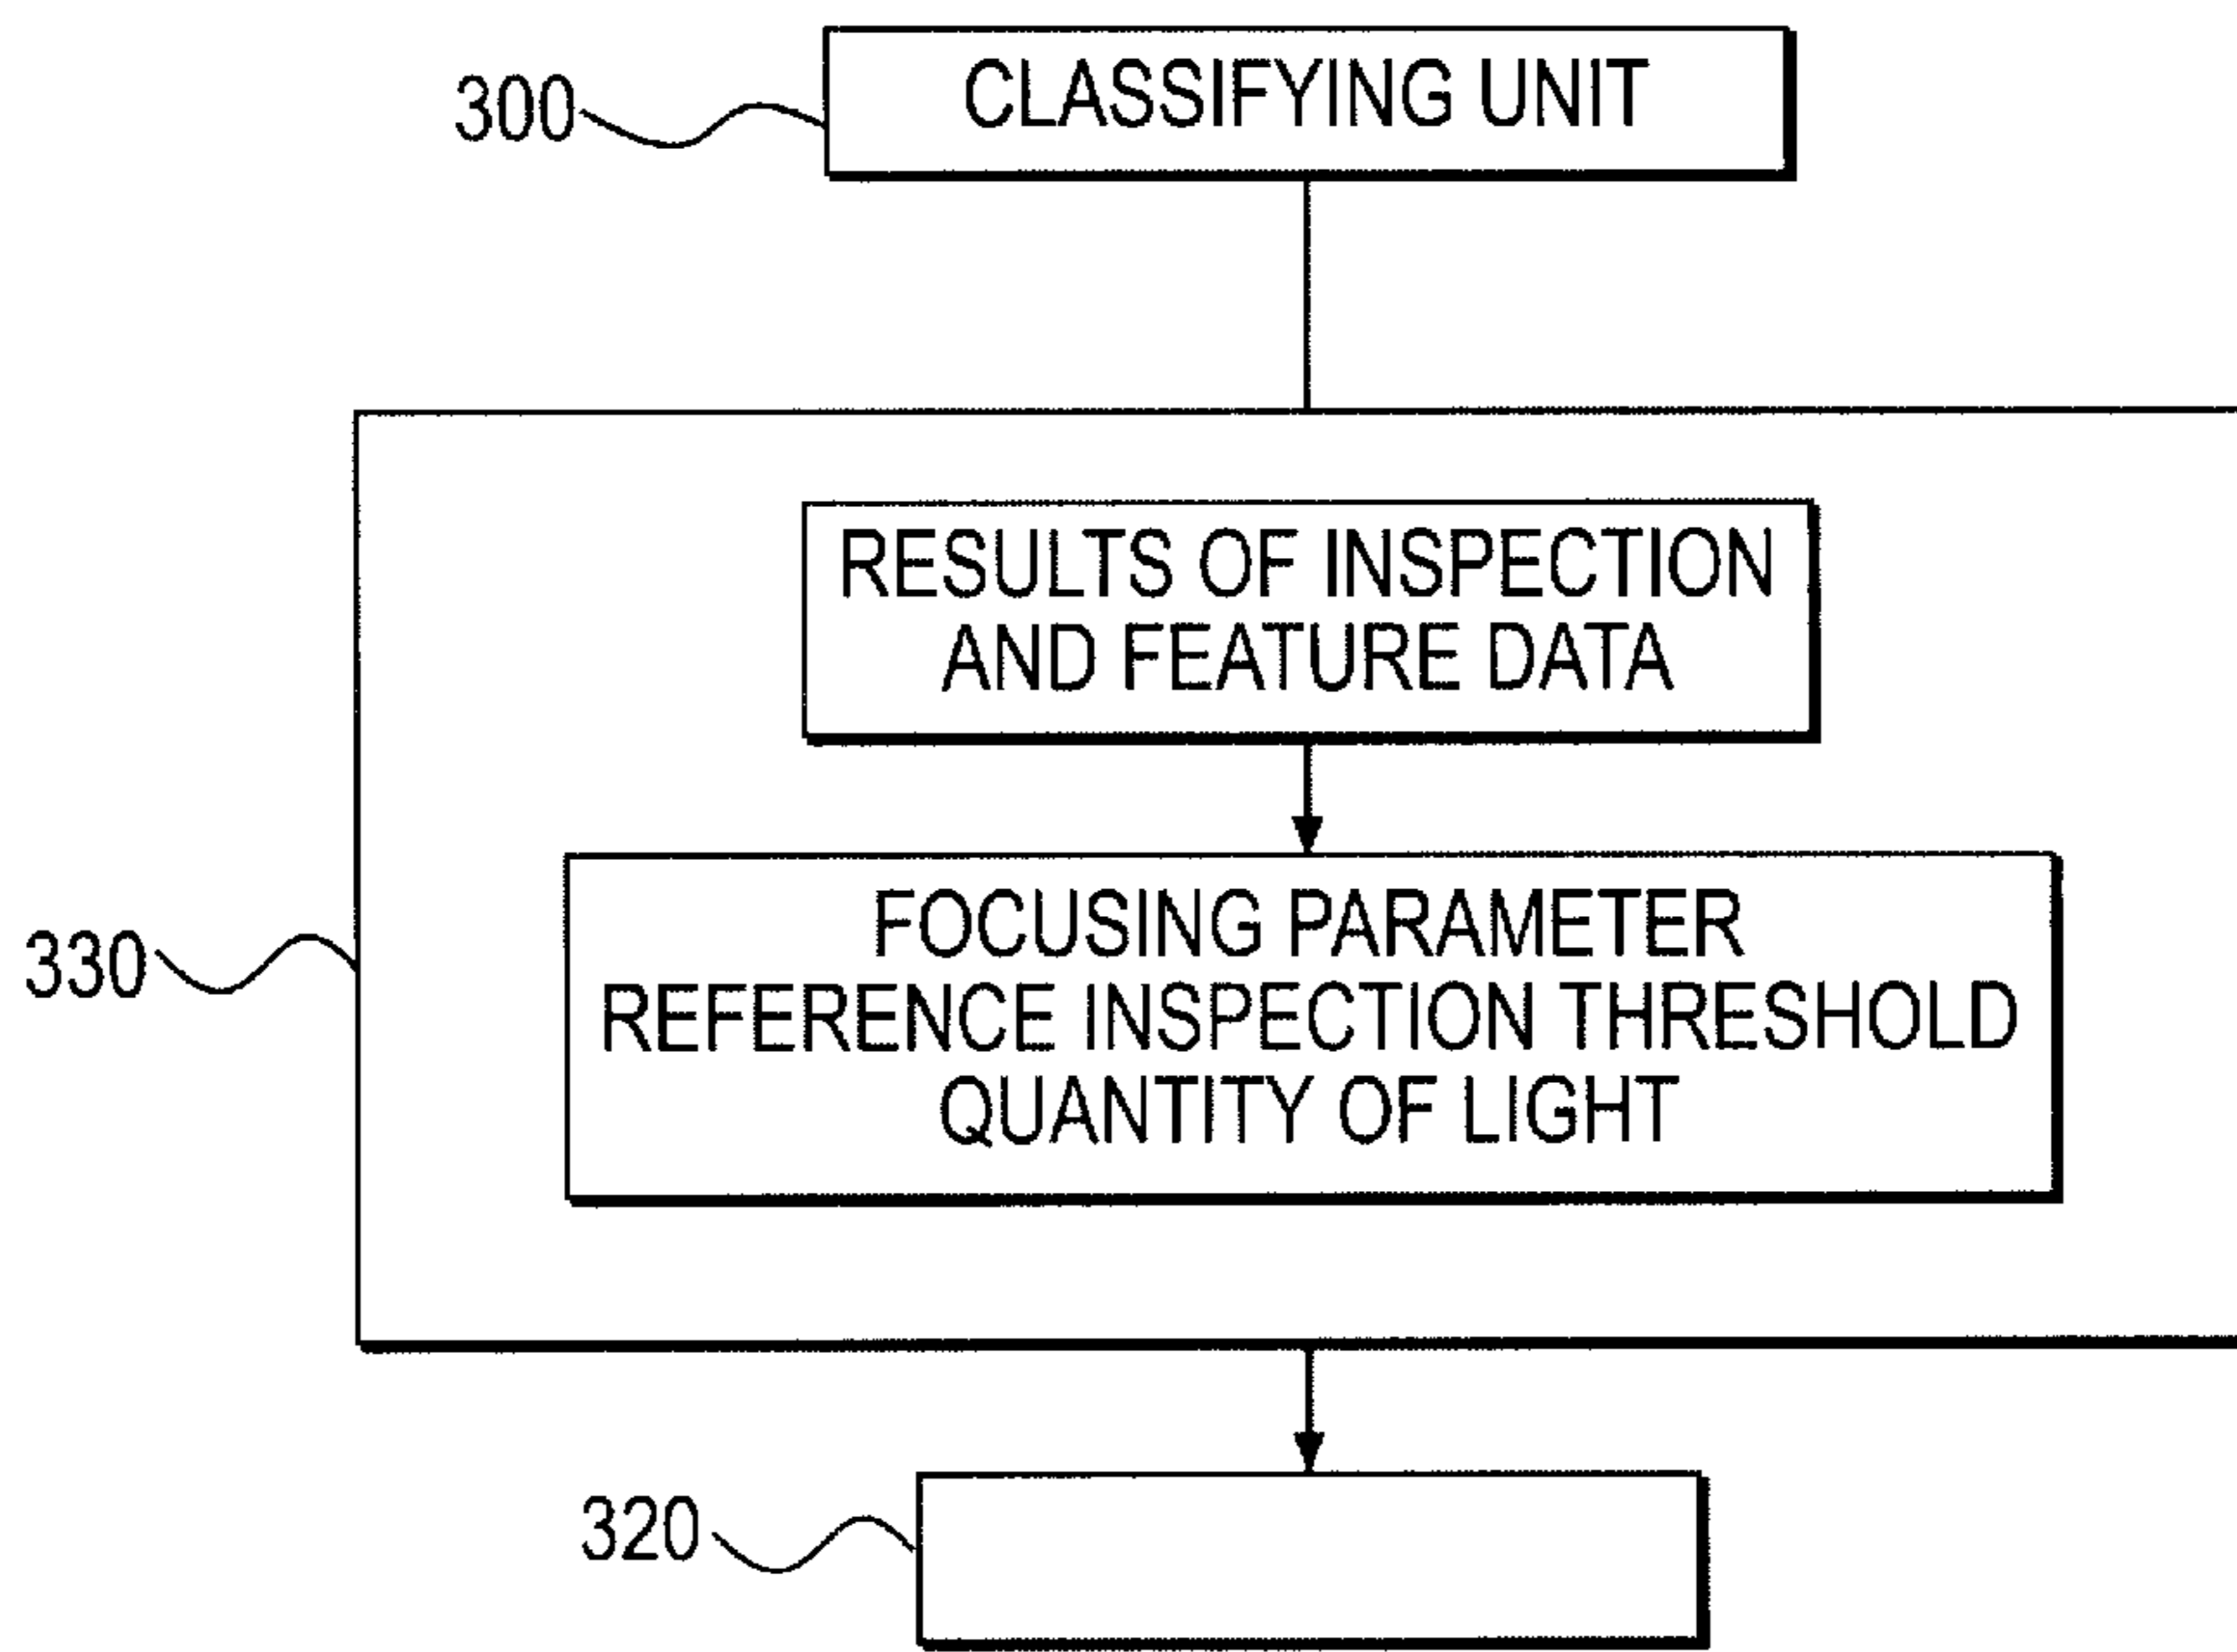 300
CLASSIFYING UNIT
RESULTS OF INSPECTION
AND FEATURE DATA
330
FOCUSING PARAMETER
REFERENCE INSPECTION THRESHOLD
QUANTITY OF LIGHT
320